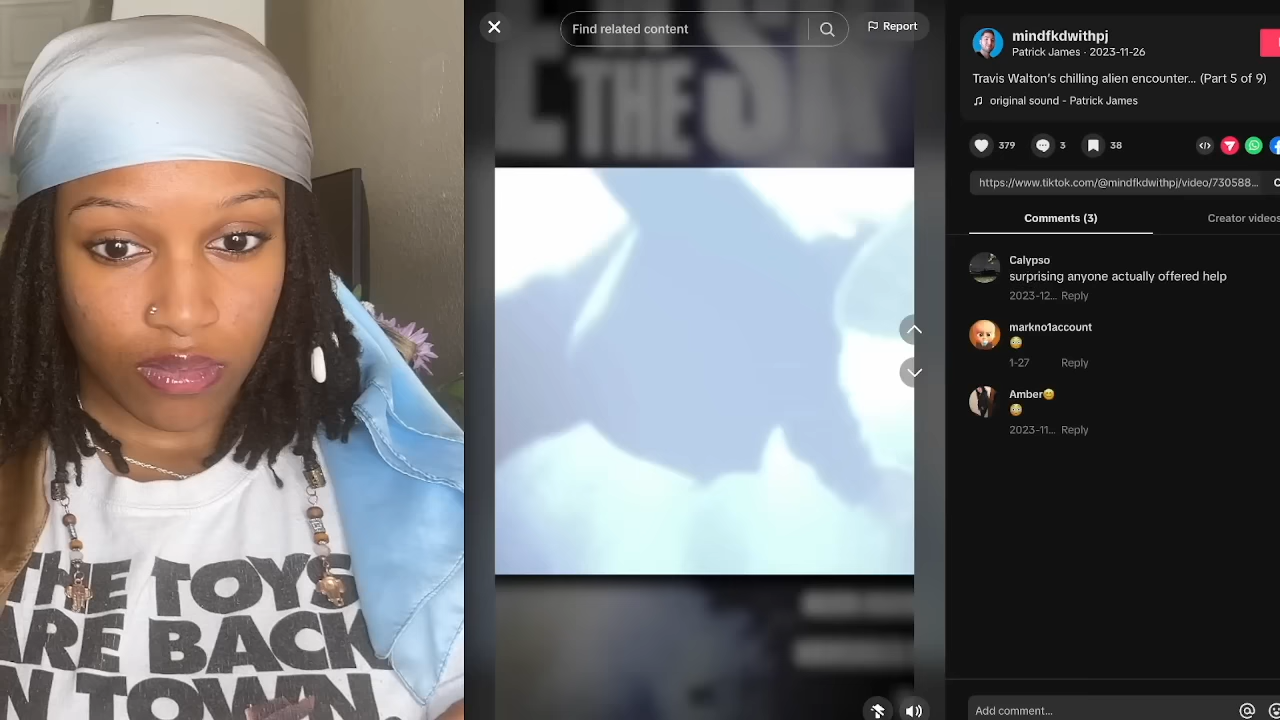 THE TOYS
ARE BACK
N TOWN
THE
Find related content
Report
mindfkdwithpj
Patrick James · 2023-11-26
Travis Walton's chilling alien encounter... (Part 5 of 9)
original sound - Patrick James
379
3
38
https://www.tiktok.com/@mindfkdwithpj/video/730588...
Comments (3)
Creator videos
Calypso
surprising anyone actually offered help
2023-12... Reply
markno1account
😳
1-27 Reply
Amber😊
😳
2023-11... Reply
Add comment...